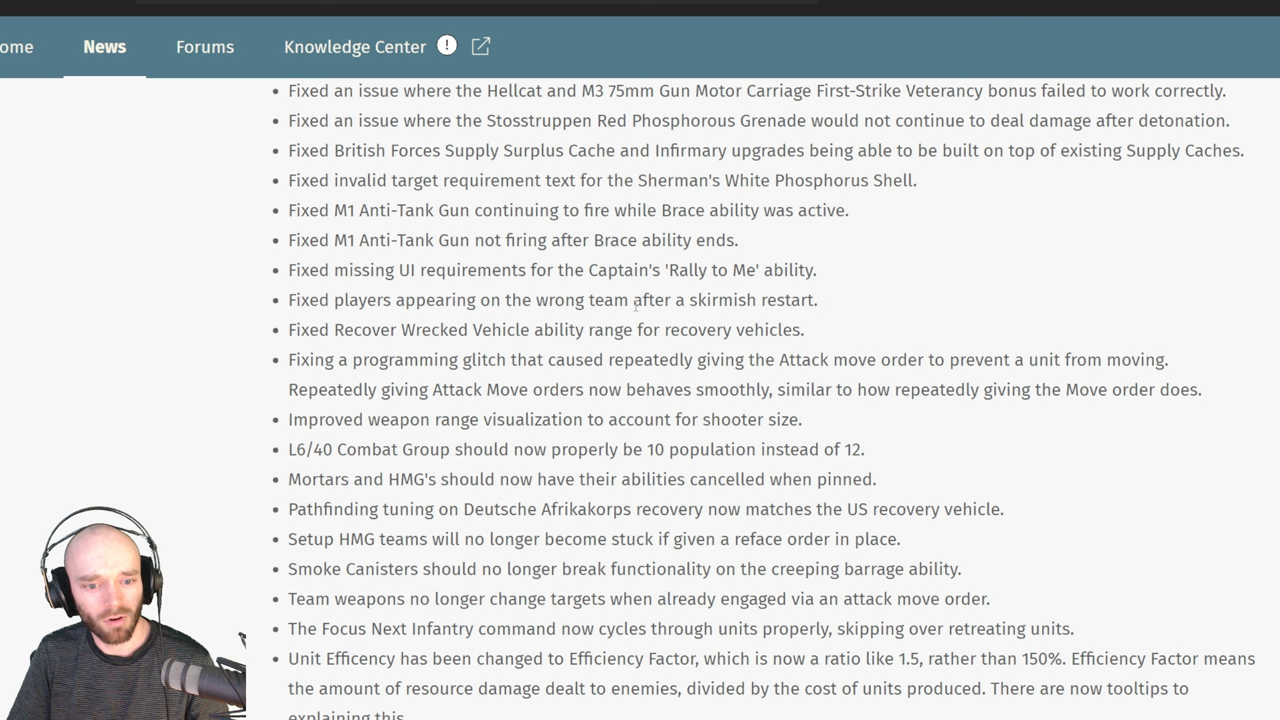 ome News Forums Knowledge Center !
Fixed an issue where the Hellcat and M3 75mm Gun Motor Carriage First-Strike Veterancy bonus failed to work correctly.
Fixed an issue where the Stosstruppen Red Phosphorous Grenade would not continue to deal damage after detonation.
Fixed British Forces Supply Surplus Cache and Infirmary upgrades being able to be built on top of existing Supply Caches.
Fixed invalid target requirement text for the Sherman's White Phosphorus Shell.
Fixed M1 Anti-Tank Gun continuing to fire while Brace ability was active.
Fixed M1 Anti-Tank Gun not firing after Brace ability ends.
Fixed missing UI requirements for the Captain's 'Rally to Me' ability.
Fixed players appearing on the wrong team after a skirmish restart.
Fixed Recover Wrecked Vehicle ability range for recovery vehicles.
Fixing a programming glitch that caused repeatedly giving the Attack move order to prevent a unit from moving.
Repeatedly giving Attack Move orders now behaves smoothly, similar to how repeatedly giving the Move order does.
Improved weapon range visualization to account for shooter size.
L6/40 Combat Group should now properly be 10 population instead of 12.
Mortars and HMG's should now have their abilities cancelled when pinned.
Pathfinding tuning on Deutsche Afrikakorps recovery now matches the US recovery vehicle.
Setup HMG teams will no longer become stuck if given a reface order in place.
Smoke Canisters should no longer break functionality on the creeping barrage ability.
Team weapons no longer change targets when already engaged via an attack move order.
The Focus Next Infantry command now cycles through units properly, skipping over retreating units.
Unit Efficency has been changed to Efficiency Factor, which is now a ratio like 1.5, rather than 150%. Efficiency Factor means
the amount of resource damage dealt to enemies, divided by the cost of units produced. There are now tooltips to
explaining this.